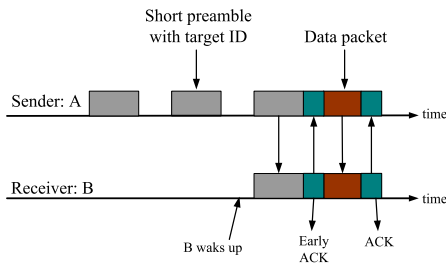 Short preamble
with target ID
Data packet
Sender: A
time
Receiver: B
time
B waks up
Early
ACK
ACK